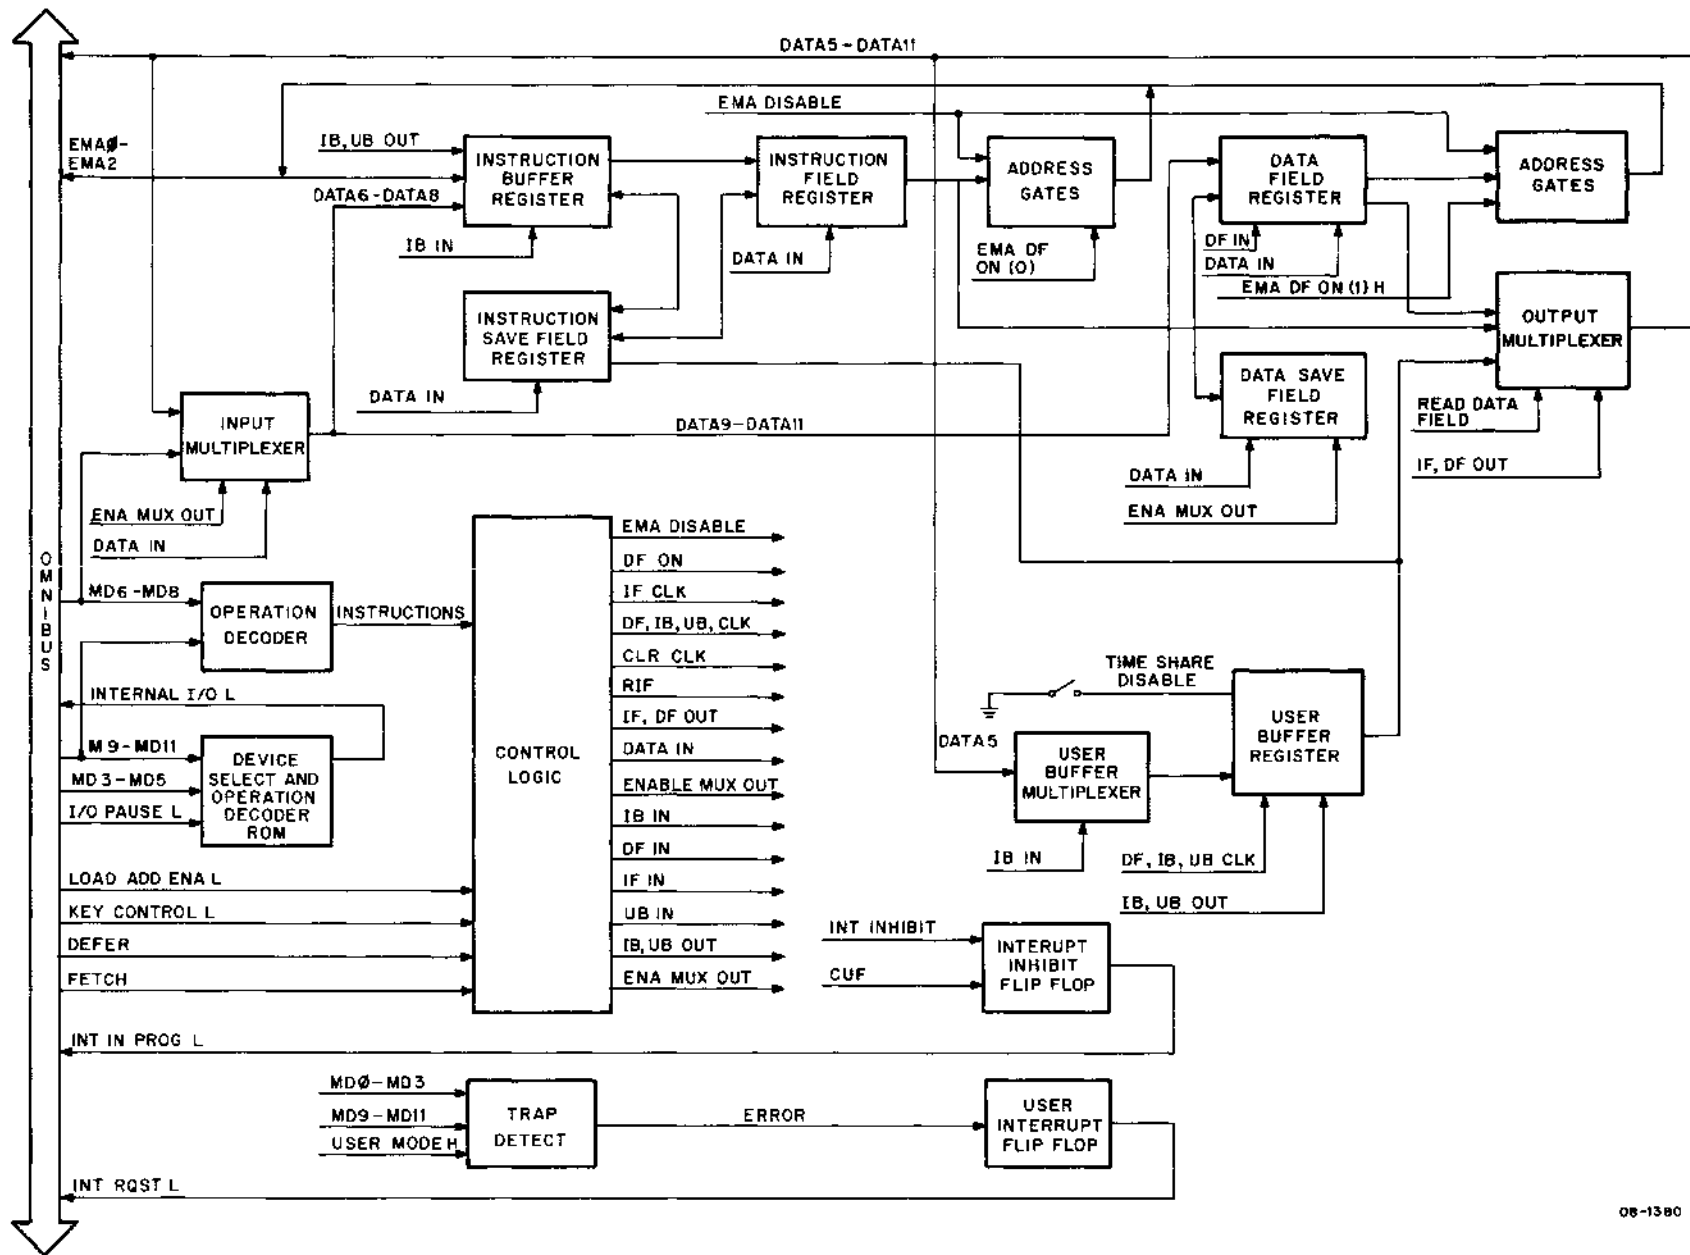 DATA5-DATA11
EMA DISABLE
EMAØ-
EMA2
IB, UB OUT
INSTRUCTION
BUFFER
REGISTER
INSTRUCTION
FIELD
REGISTER
ADDRESS
GATES
DATA
FIELD
REGISTER
ADDRESS
GATES
DATA6-DATA8
IB IN
DATA IN
EMA DF
ON (0)
DF IN
DATA IN
EMA DF ON (1) H
INSTRUCTION
SAVE FIELD
REGISTER
OUTPUT
MULTIPLEXER
DATA IN
DATA SAVE
FIELD
REGISTER
READ DATA
FIELD
INPUT
MULTIPLEXER
DATA9-DATA11
DATA IN
IF, DF OUT
ENA MUX OUT
DATA IN
ENA MUX OUT
OMNIBUS
MD6-MD8
OPERATION
DECODER
INSTRUCTIONS
INTERNAL I/O L
M9-MD11
MD3-MD5
I/O PAUSE L
DEVICE
SELECT AND
OPERATION
DECODER
ROM
LOAD ADD ENA L
KEY CONTROL L
DEFER
FETCH
CONTROL
LOGIC
EMA DISABLE
DF ON
IF CLK
DF, IB, UB, CLK
CLR CLK
RIF
IF, DF OUT
DATA IN
ENABLE MUX OUT
IB IN
DF IN
IF IN
UB IN
IB, UB OUT
ENA MUX OUT
TIME SHARE
DISABLE
DATA5
USER
BUFFER
MULTIPLEXER
USER
BUFFER
REGISTER
IB IN
DF, IB, UB CLK
IB, UB OUT
INT INHIBIT
CUF
INTERUPT
INHIBIT
FLIP FLOP
INT IN PROG L
MDØ-MD3
MD9-MD11
USER MODE H
TRAP
DETECT
ERROR
USER
INTERRUPT
FLIP FLOP
INT RQST L
08-1380